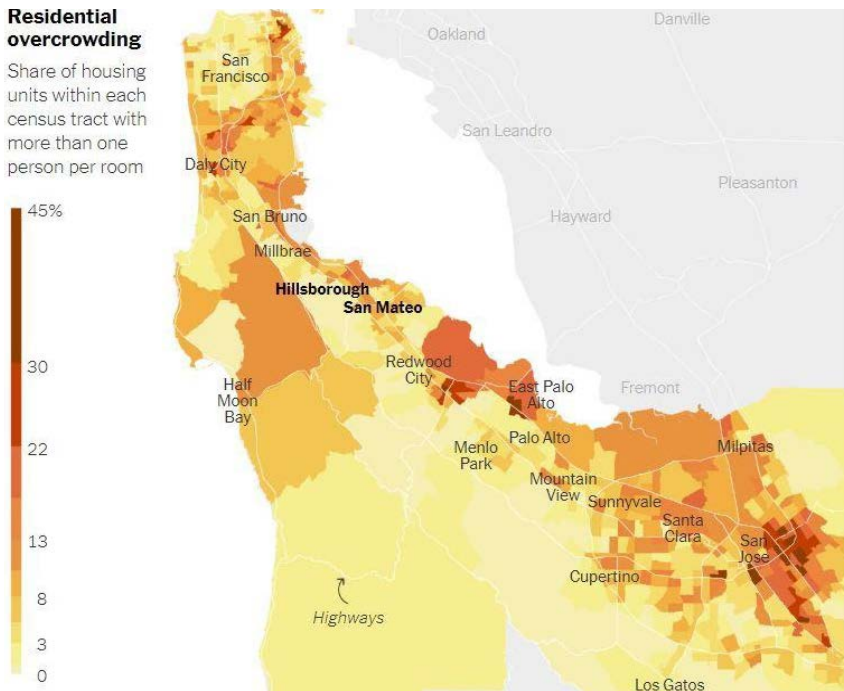 Residential
overcrowding
Share of housing
units within each
census tract with
more than one
person per room
45%
30
22
13
8
3
0
San
Francisco
Oakland
Danville
San Leandro
Daly City
Pleasanton
San Bruno
Hayward
Millbrae
Hillsborough
San Mateo
Redwood
City
Half
Moon
Bay
East Palo
Alto
Fremont
Menlo
Park
Palo Alto
Milpitas
Mountain
View
Sunnyvale
Santa
Clara
San
Jose
Cupertino
Highways
Los Gatos